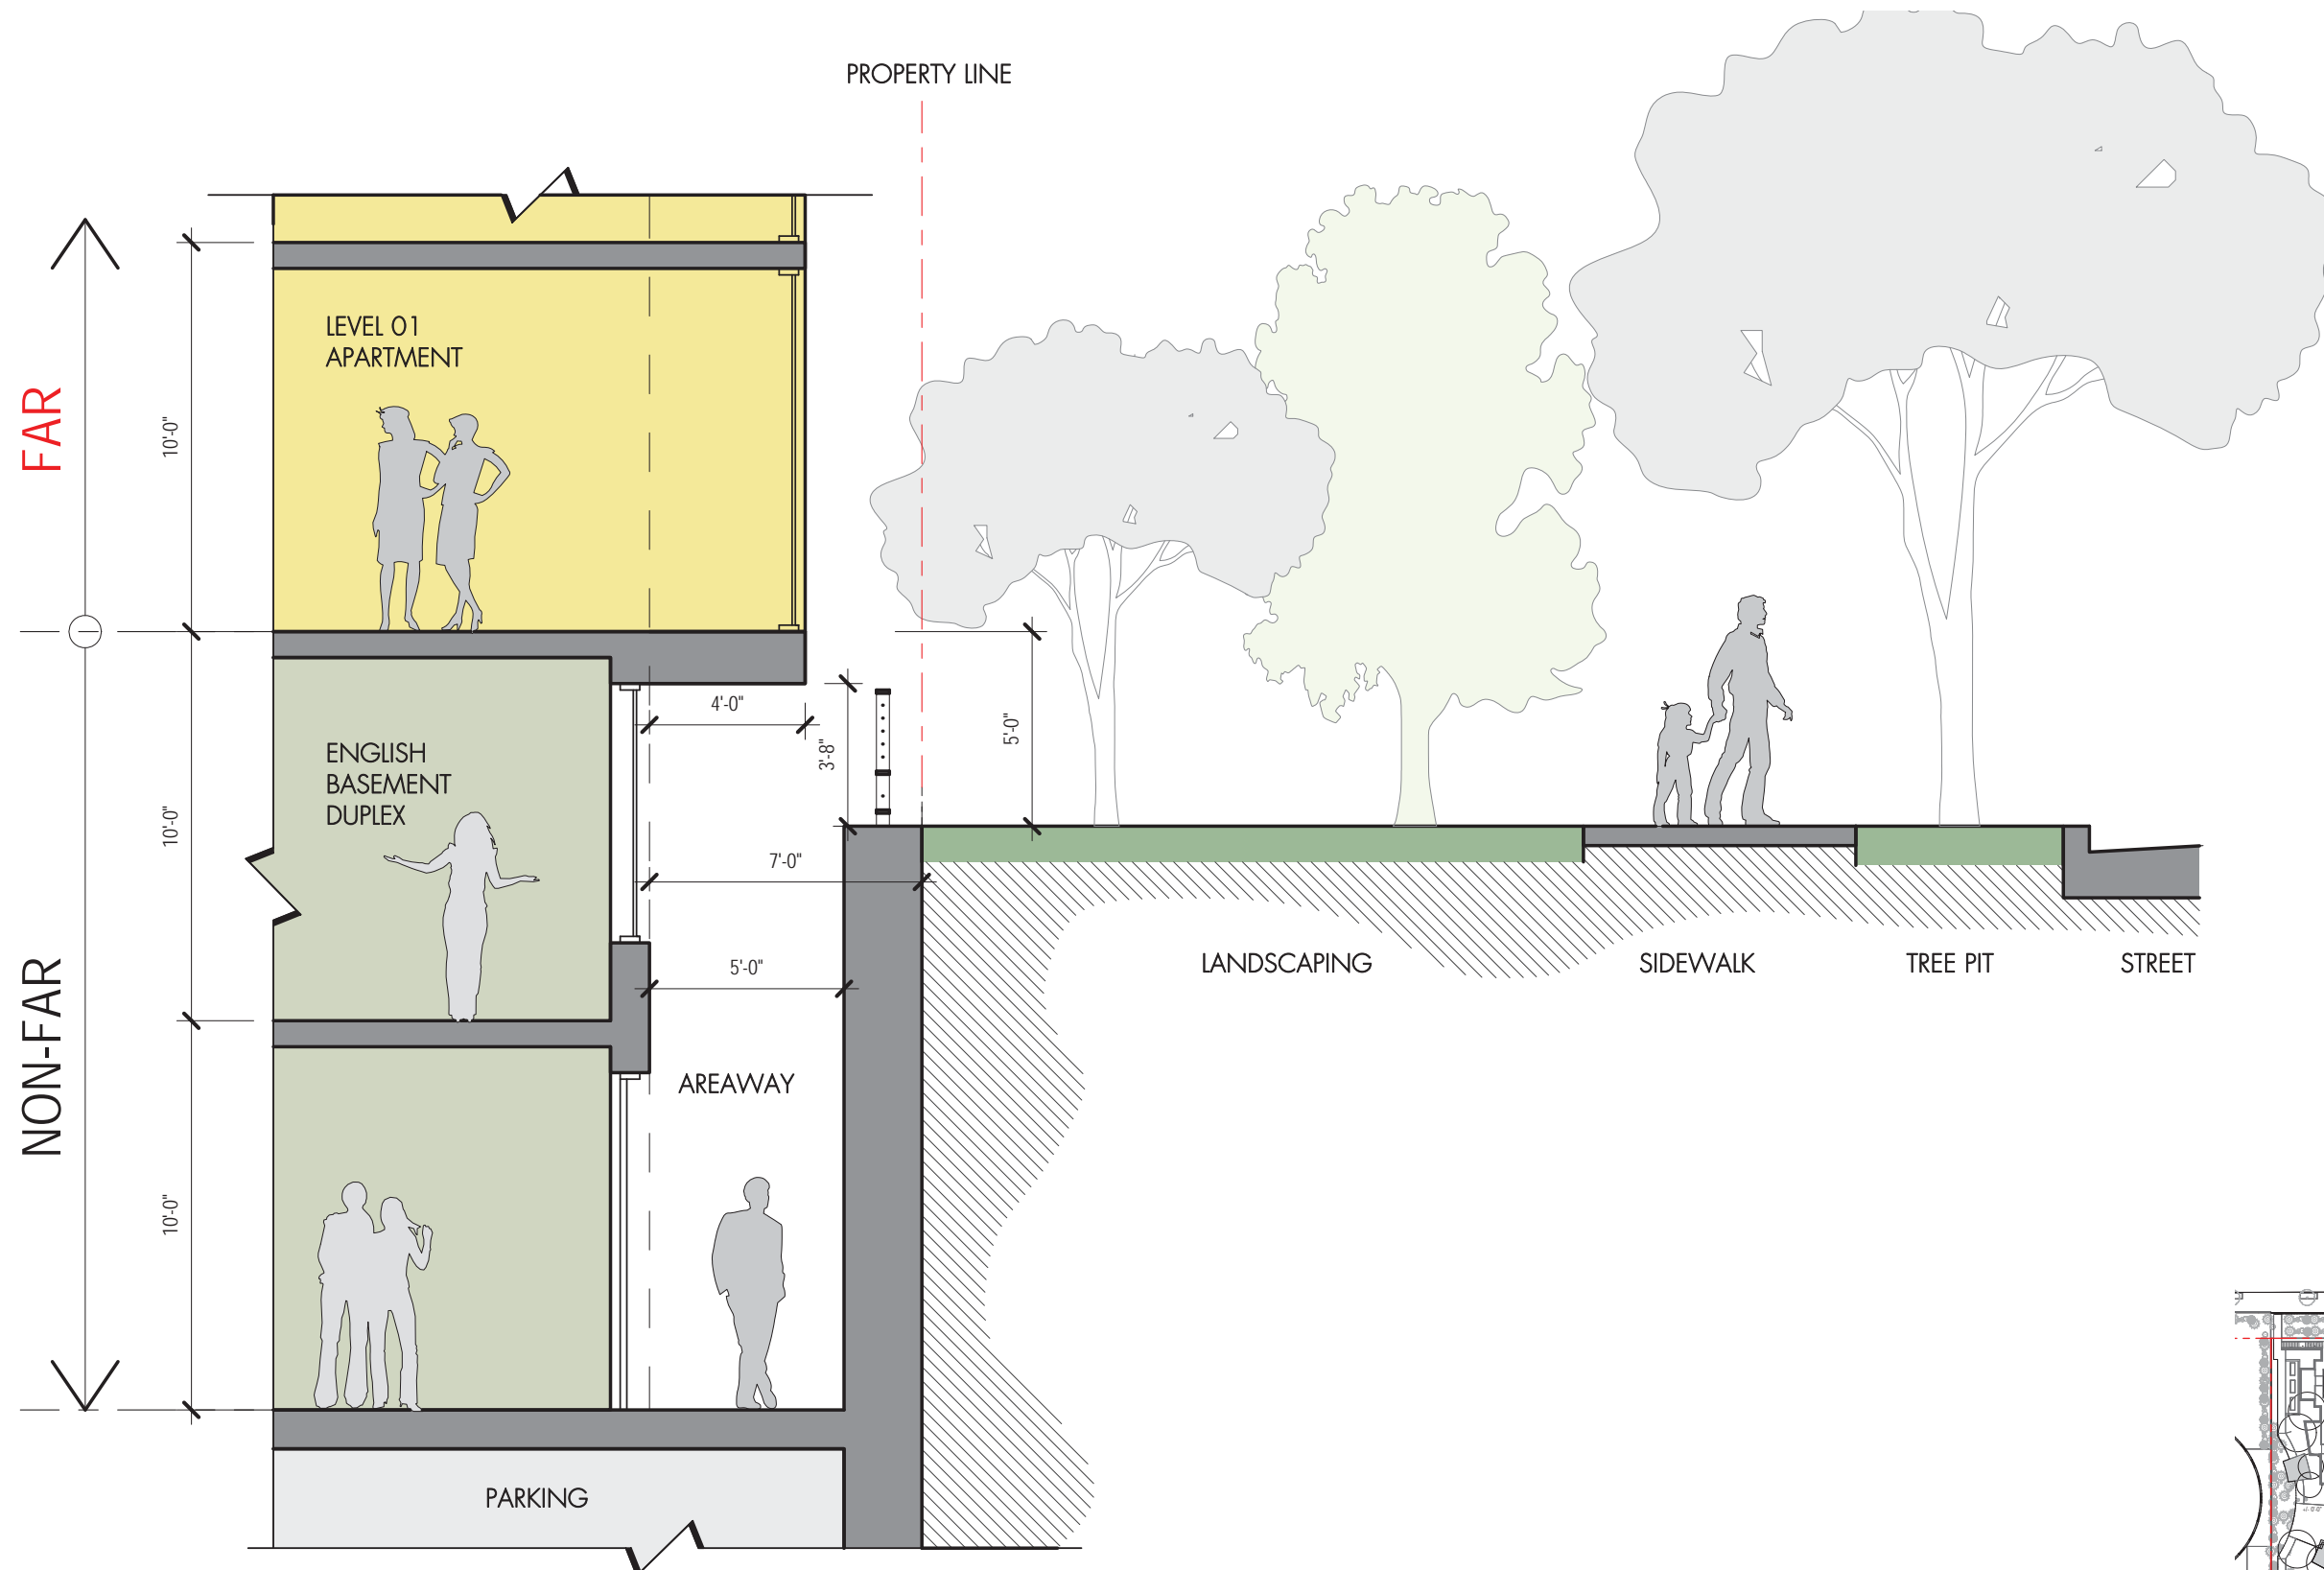 PROPERTY LINE
FAR
10'-0"
LEVEL 01
APARTMENT
4'-0"
3'-8"
5'-0"
ENGLISH
BASEMENT
DUPLEX
10'-0"
7'-0"
5'-0"
LANDSCAPING
SIDEWALK
TREE PIT
STREET
NON-FAR
AREAWAY
10'-0"
PARKING